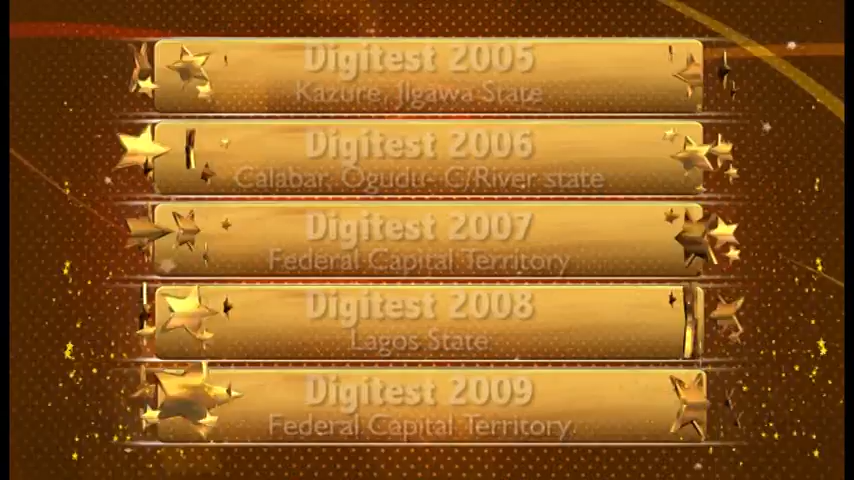 Digitest 2005
Kazure, JIgawa State
Digitest 2006
Calabar, Ogudu- C/River state
Digitest 2007
Federal Capital Territory
Digitest 2008
Lagos State
Digitest 2009
Federal Capital Territory